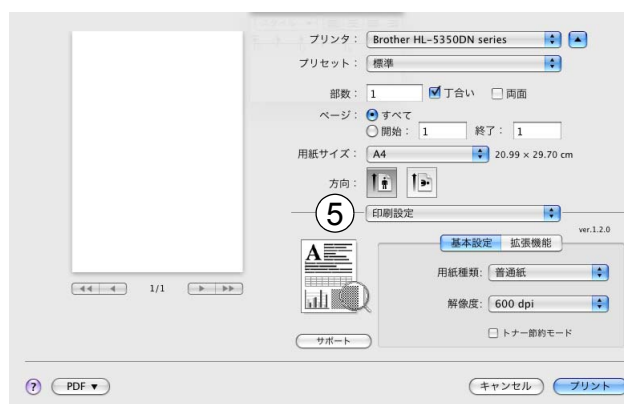 プリンタ： Brother HL-5350DN series
プリセット： 標準
部数： 1 丁合い 両面
ページ： すべて
開始： 1 終了： 1
用紙サイズ： A4 20.99 × 29.70 cm
方向：
5 印刷設定
ver.1.2.0
基本設定 拡張機能
A
用紙種類: 普通紙
1/1
解像度: 600 dpi
トナー節約モード
サポート
? PDF ▼ キャンセル プリント